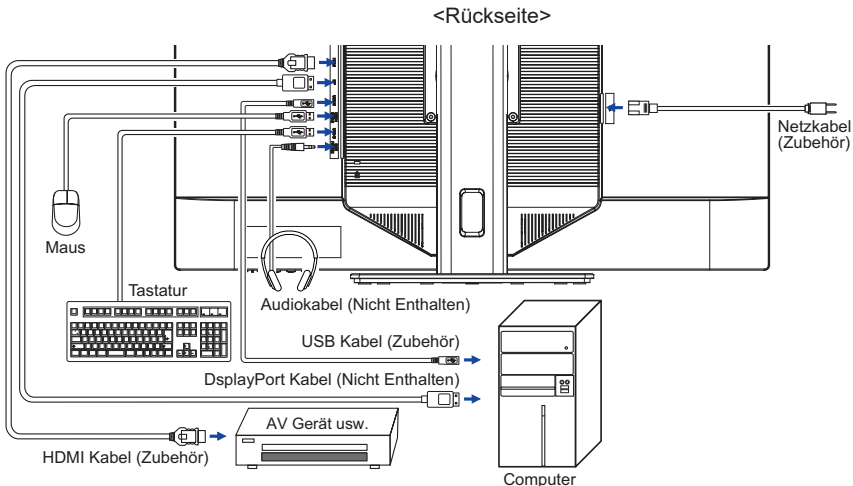 <Rückseite>
Netzkabel
(Zubehör)
Maus
Tastatur
Audiokabel (Nicht Enthalten)
USB Kabel (Zubehör)
DsplayPort Kabel (Nicht Enthalten)
AV Gerät usw.
HDMI Kabel (Zubehör)
Computer